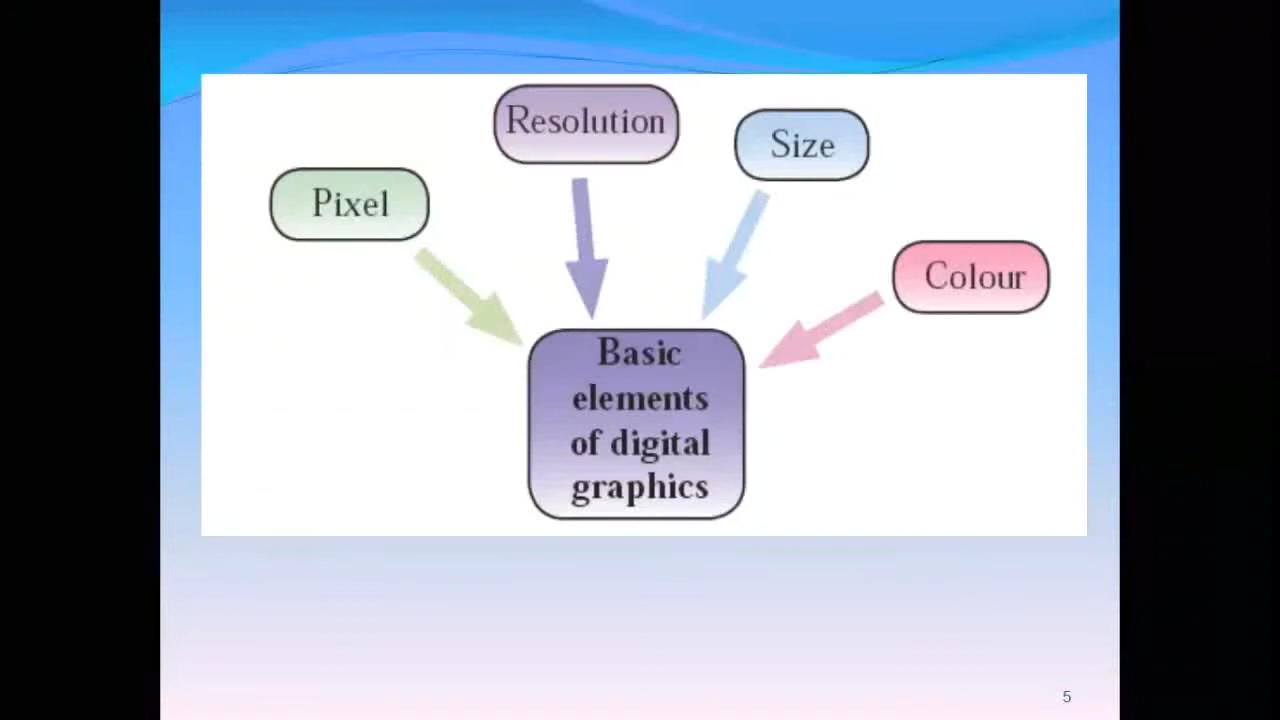 Resolution
Size
Pixel
Colour
Basic
elements
of digital
graphics
5